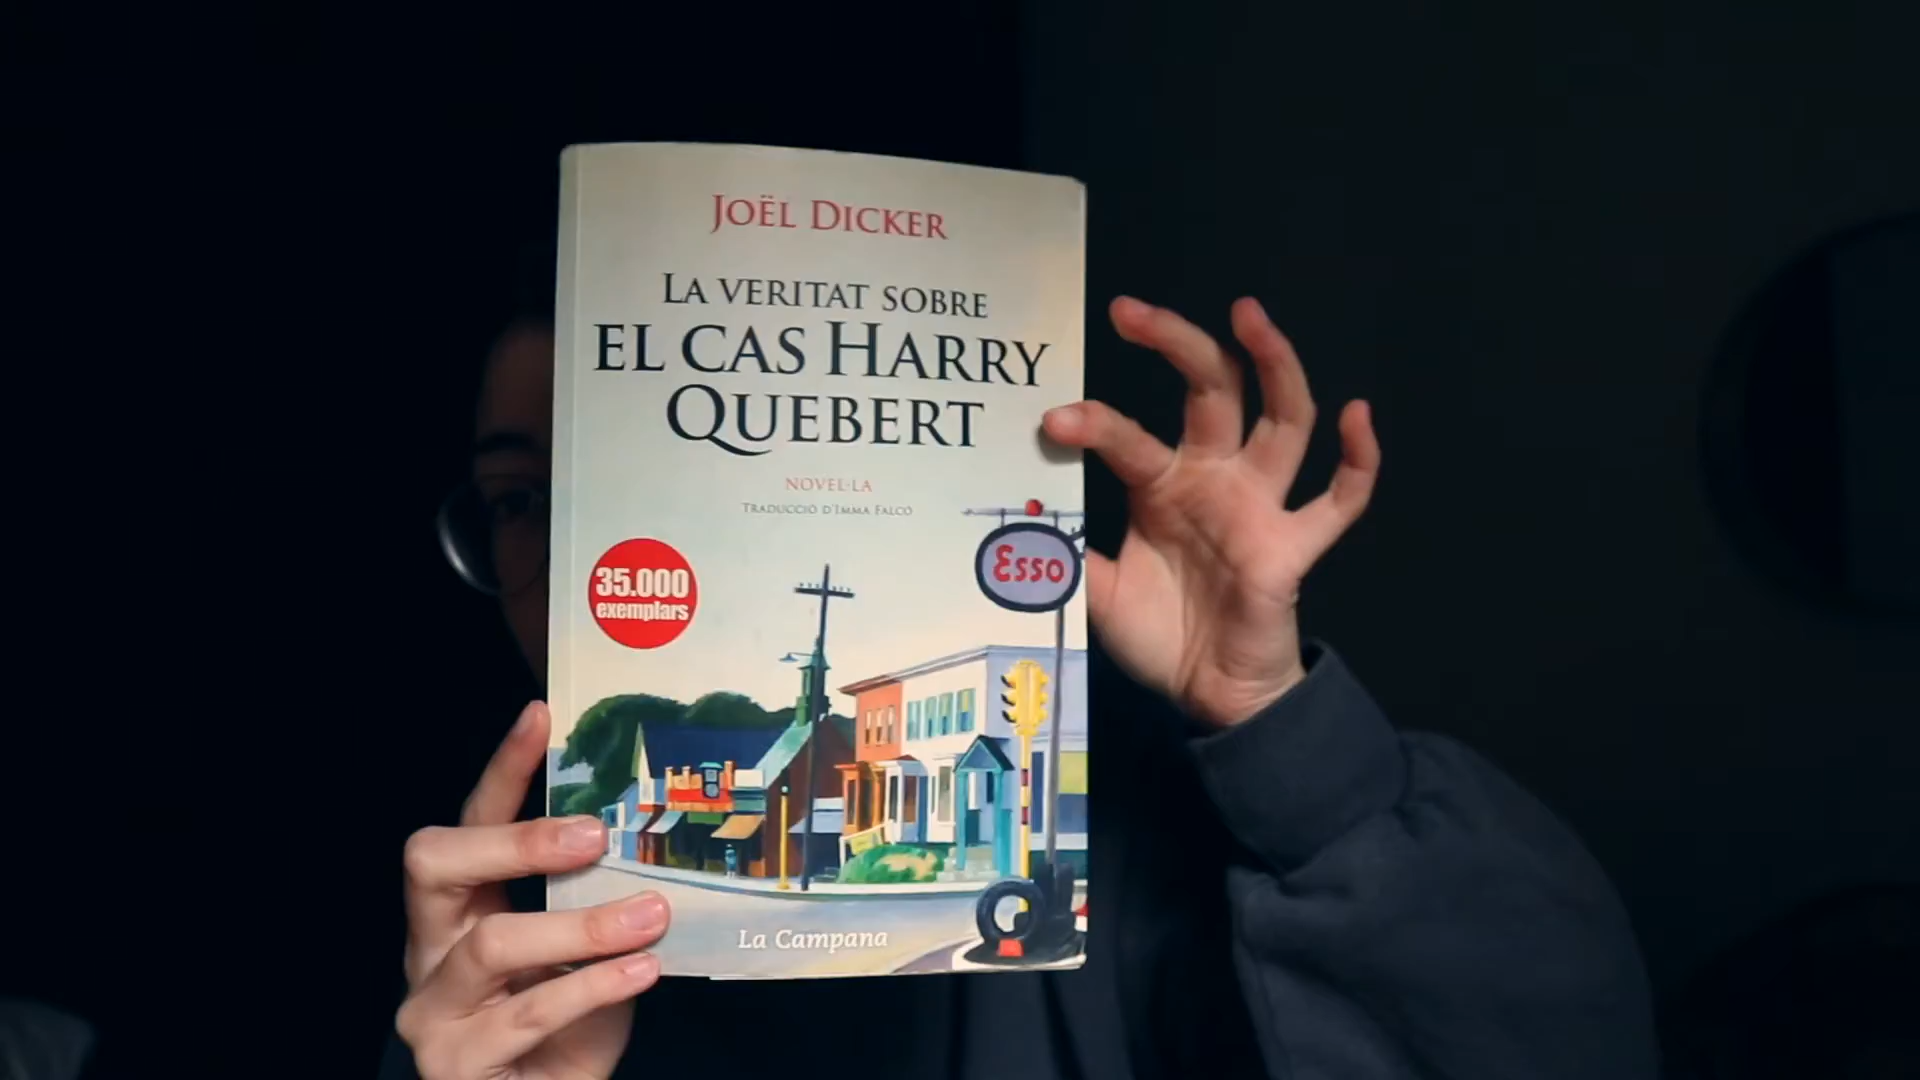 JOËL DICKER
LA VERITAT SOBRE
EL CAS HARRY
QUEBERT
NOVEL·LA
TRADUCCIÓ D'IMMA FALCÓ
35.000
exemplars
Esso
La Campana